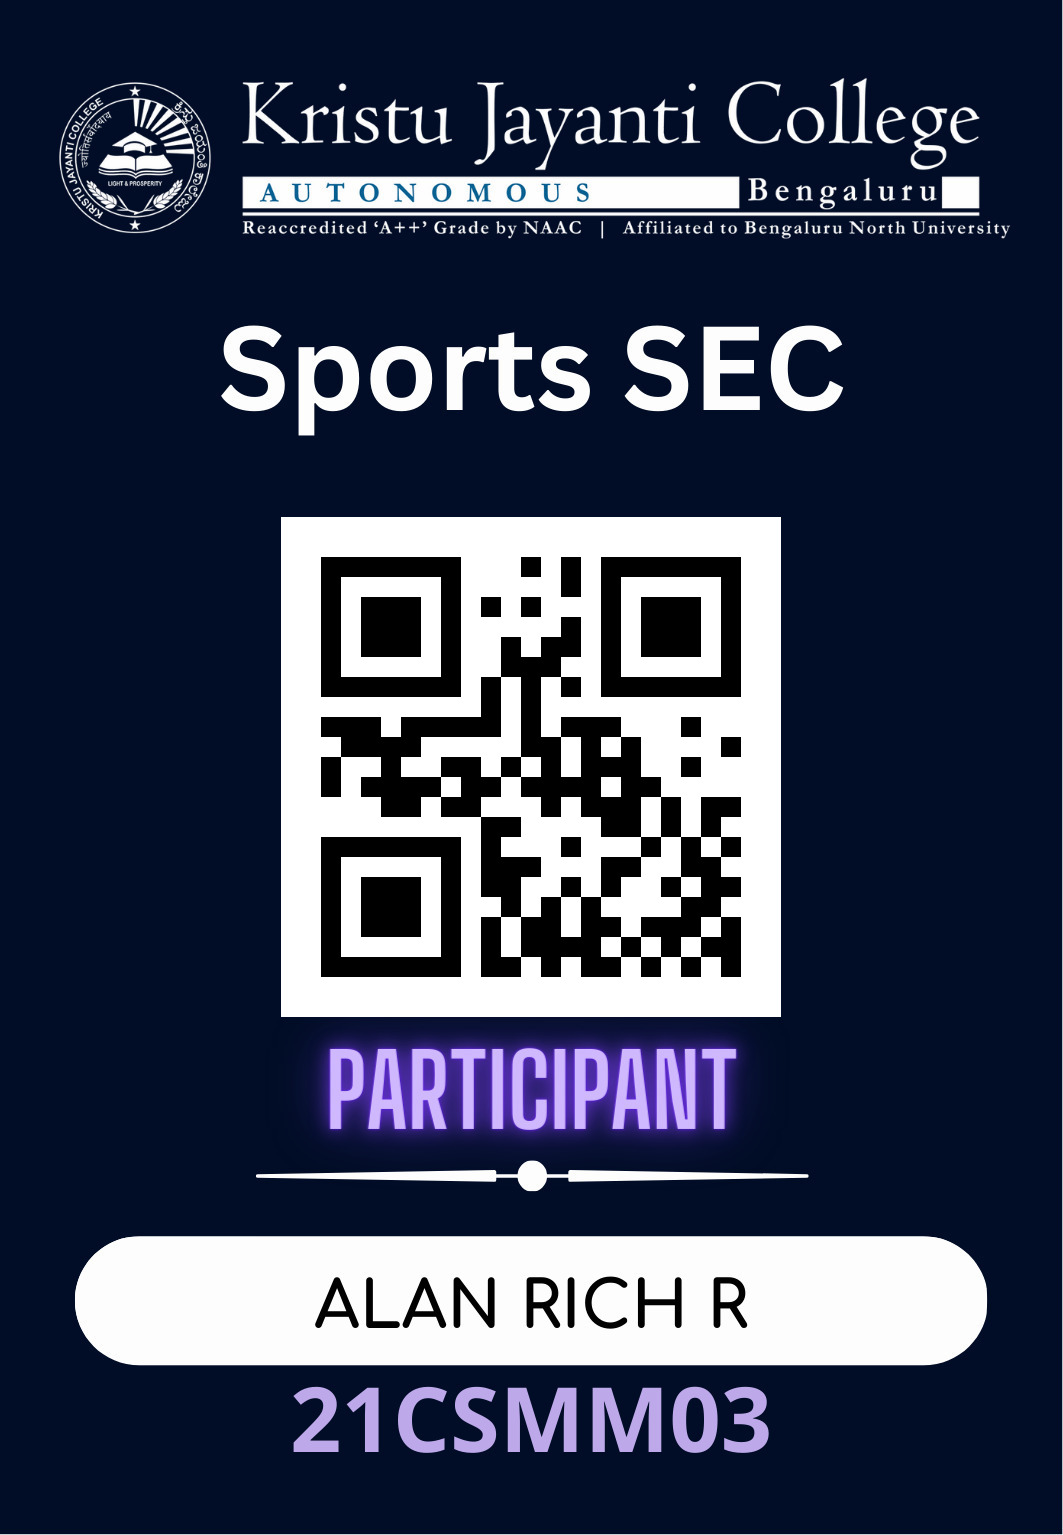 KRISTU JAYANTI COLLEGE
ಕ್ರಿಸ್ತು ಜಯಂತಿ ಕಾಲೇಜು
LIGHT & PROSPERITY
Kristu Jayanti College
AUTONOMOUS Bengaluru
Reaccredited ‘A++’ Grade by NAAC | Affiliated to Bengaluru North University
Sports SEC
PARTICIPANT
ALAN RICH R
21CSMM03